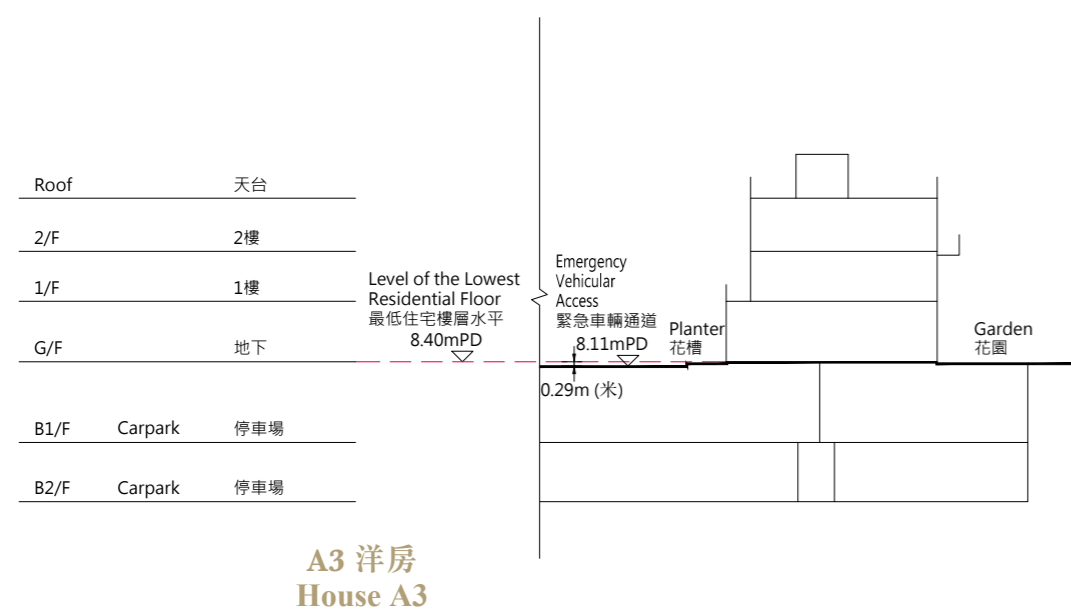 Roof 天台
2/F 2樓
1/F 1樓
G/F 地下
B1/F Carpark 停車場
B2/F Carpark 停車場
Level of the Lowest
Residential Floor
最低住宅樓層水平
8.40mPD
Emergency
Vehicular
Access
緊急車輛通道
8.11mPD
0.29m (米)
Planter
花槽
Garden
花園
A3 洋房
House A3